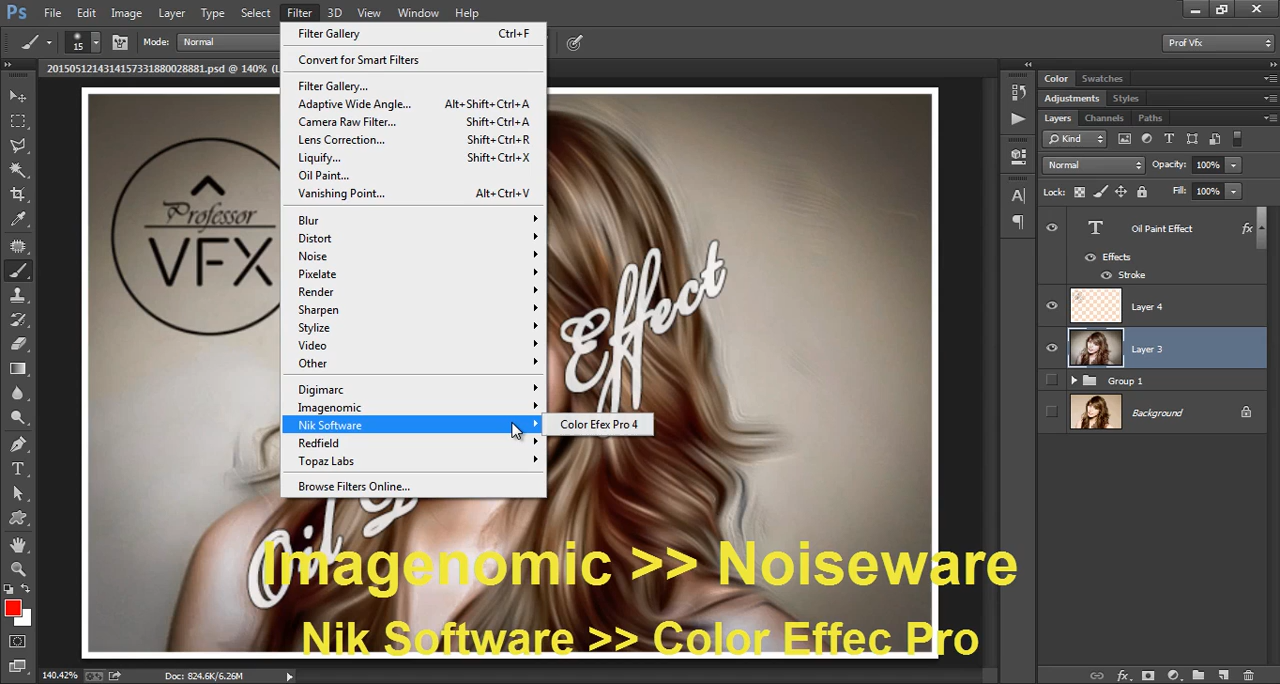 Ps File Edit Image Layer Type Select Filter 3D View Window Help
15 Mode: Normal Prof Vfx
201505121431415733188002881.psd @ 140% (L
Filter Gallery Ctrl+F
Convert for Smart Filters
Filter Gallery...
Adaptive Wide Angle... Alt+Shift+Ctrl+A
Camera Raw Filter... Shift+Ctrl+A
Lens Correction... Shift+Ctrl+R
Liquify... Shift+Ctrl+X
Oil Paint...
Vanishing Point... Alt+Ctrl+V
Blur
Distort
Noise
Pixelate
Render
Sharpen
Stylize
Video
Other
Digimarc
Imagenomic
Nik Software
Color Efex Pro 4
Redfield
Topaz Labs
Browse Filters Online...
Professor
VFX
Oil
Effect
Imagenomic >> Noiseware
Nik Software >> Color Effec Pro
Color Swatches
Adjustments Styles
Layers Channels Paths
Kind
Normal Opacity: 100%
Lock: Fill: 100%
T Oil Paint Effect fx
Effects
Stroke
Layer 4
Layer 3
Group 1
Background
140.42% Doc: 824.6K/6.26M